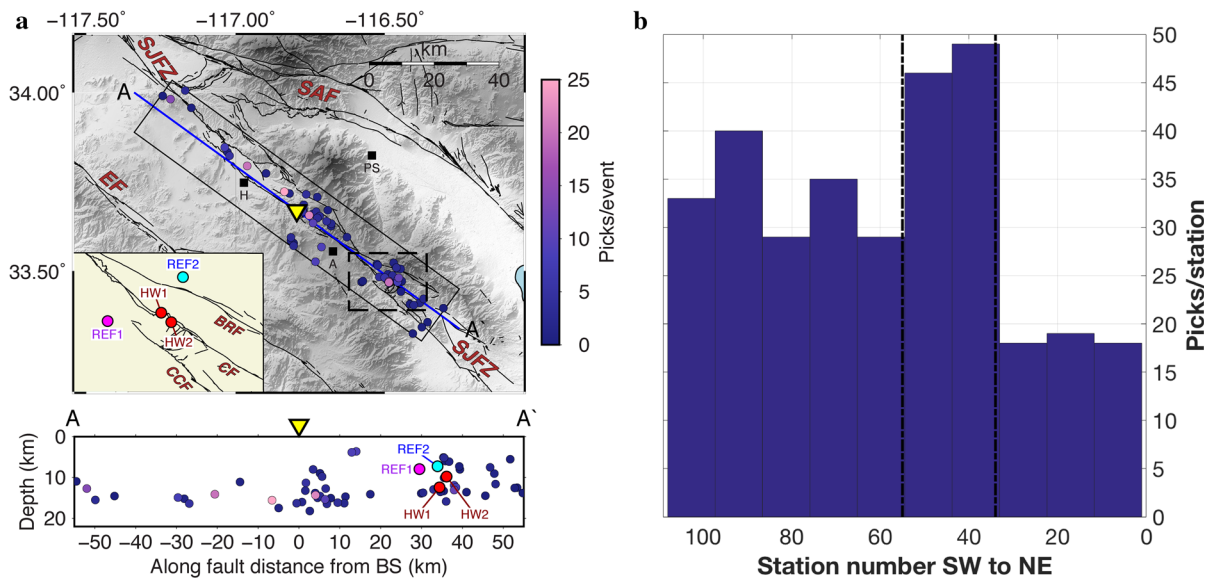 a
−117.50˚ −117.00˚ −116.50˚
34.00˚
33.50˚
SJFZ
SAF
km
0 20 40
A
EF
H
PS
A
A`
SJFZ
REF2
HW1
REF1
HW2
BRF
CF
CCF
25
20
15
10
5
0
Picks/event
A A`
0
10
20
Depth (km)
REF2
REF1
HW1 HW2
−50 −40 −30 −20 −10 0 10 20 30 40 50
Along fault distance from BS (km)
b
50
45
40
35
30
25
20
15
10
5
0
Picks/station
100 80 60 40 20 0
Station number SW to NE